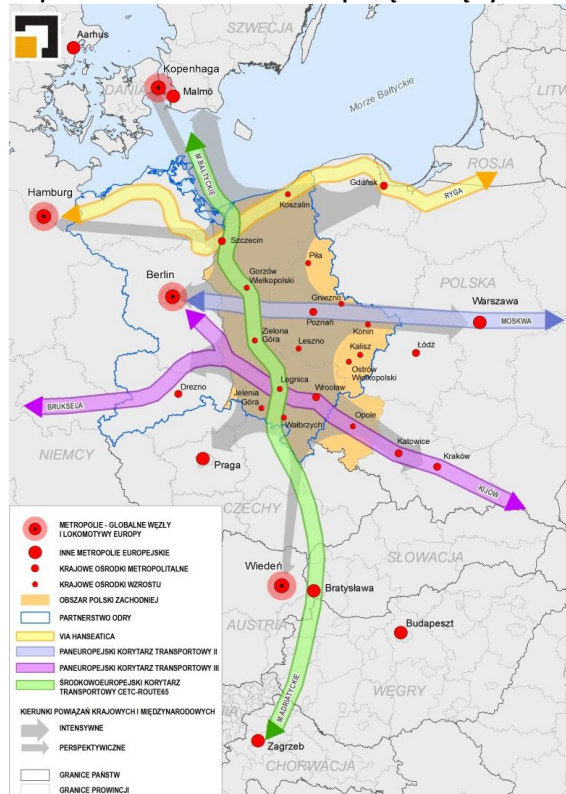 SZWECJA
Aarhus
Kopenhaga
DANIA
Malmö
Morze Bałtyckie
LITW
ROSJA
M.BAŁTYCKIE
Gdańsk
RYGA
Hamburg
Koszalin
Szczecin
Piła
Gorzów
Wielkopolski
POLSKA
Berlin
Gniezno
Warszawa
Poznań
MOSKWA
Konin
Zielona
Góra
Leszno
Kalisz
Łódź
Ostrów
Wielkopolski
Legnica
Drezno
Wrocław
Jelenia
Góra
BRUKSELA
Wałbrzych
Opole
Katowice
NIEMCY
Praga
Kraków
KIJÓW
CZECHY
SŁOWACJA
Wiedeń
Bratysława
AUSTRIA
Budapeszt
WĘGRY
M.ADRIATYCKIE
Zagrzeb
CHORWACJA
METROPOLIE - GLOBALNE WĘZŁY
I LOKOMOTYWY EUROPY
INNE METROPOLIE EUROPEJSKIE
KRAJOWE OŚRODKI METROPOLITALNE
KRAJOWE OŚRODKI WZROSTU
OBSZAR POLSKI ZACHODNIEJ
PARTNERSTWO ODRY
VIA HANSEATICA
PANEUROPEJSKI KORYTARZ TRANSPORTOWY II
PANEUROPEJSKI KORYTARZ TRANSPORTOWY III
ŚRODKOWOEUROPEJSKI KORYTARZ
TRANSPORTOWY CETC-ROUTE65
KIERUNKI POWIĄZAŃ KRAJOWYCH I MIĘDZYNARODOWYCH
INTENSYWNE
PERSPEKTYWICZNE
GRANICE PAŃSTW
GRANICE PROWINCJI